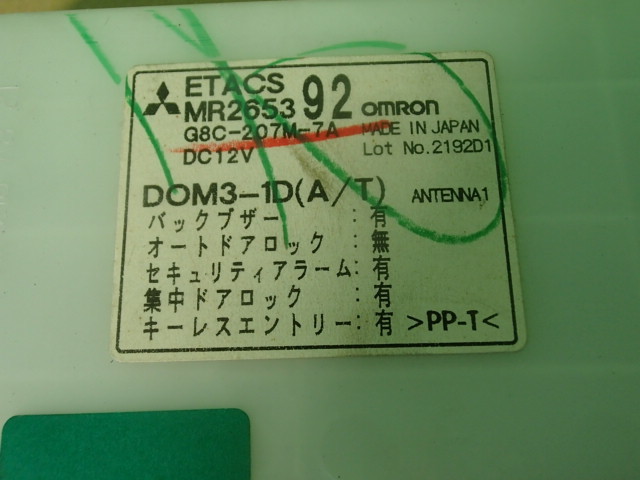 ETACS
MR265392 omron
G8C-207M-7A MADE IN JAPAN
DC12V Lot No.2192D1
DOM3-1D(A/T) ANTENNA1
バックブザー : 有
オートドアロック : 無
セキュリティアラーム : 有
集中ドアロック : 有
キーレスエントリー : 有 >PP-T<